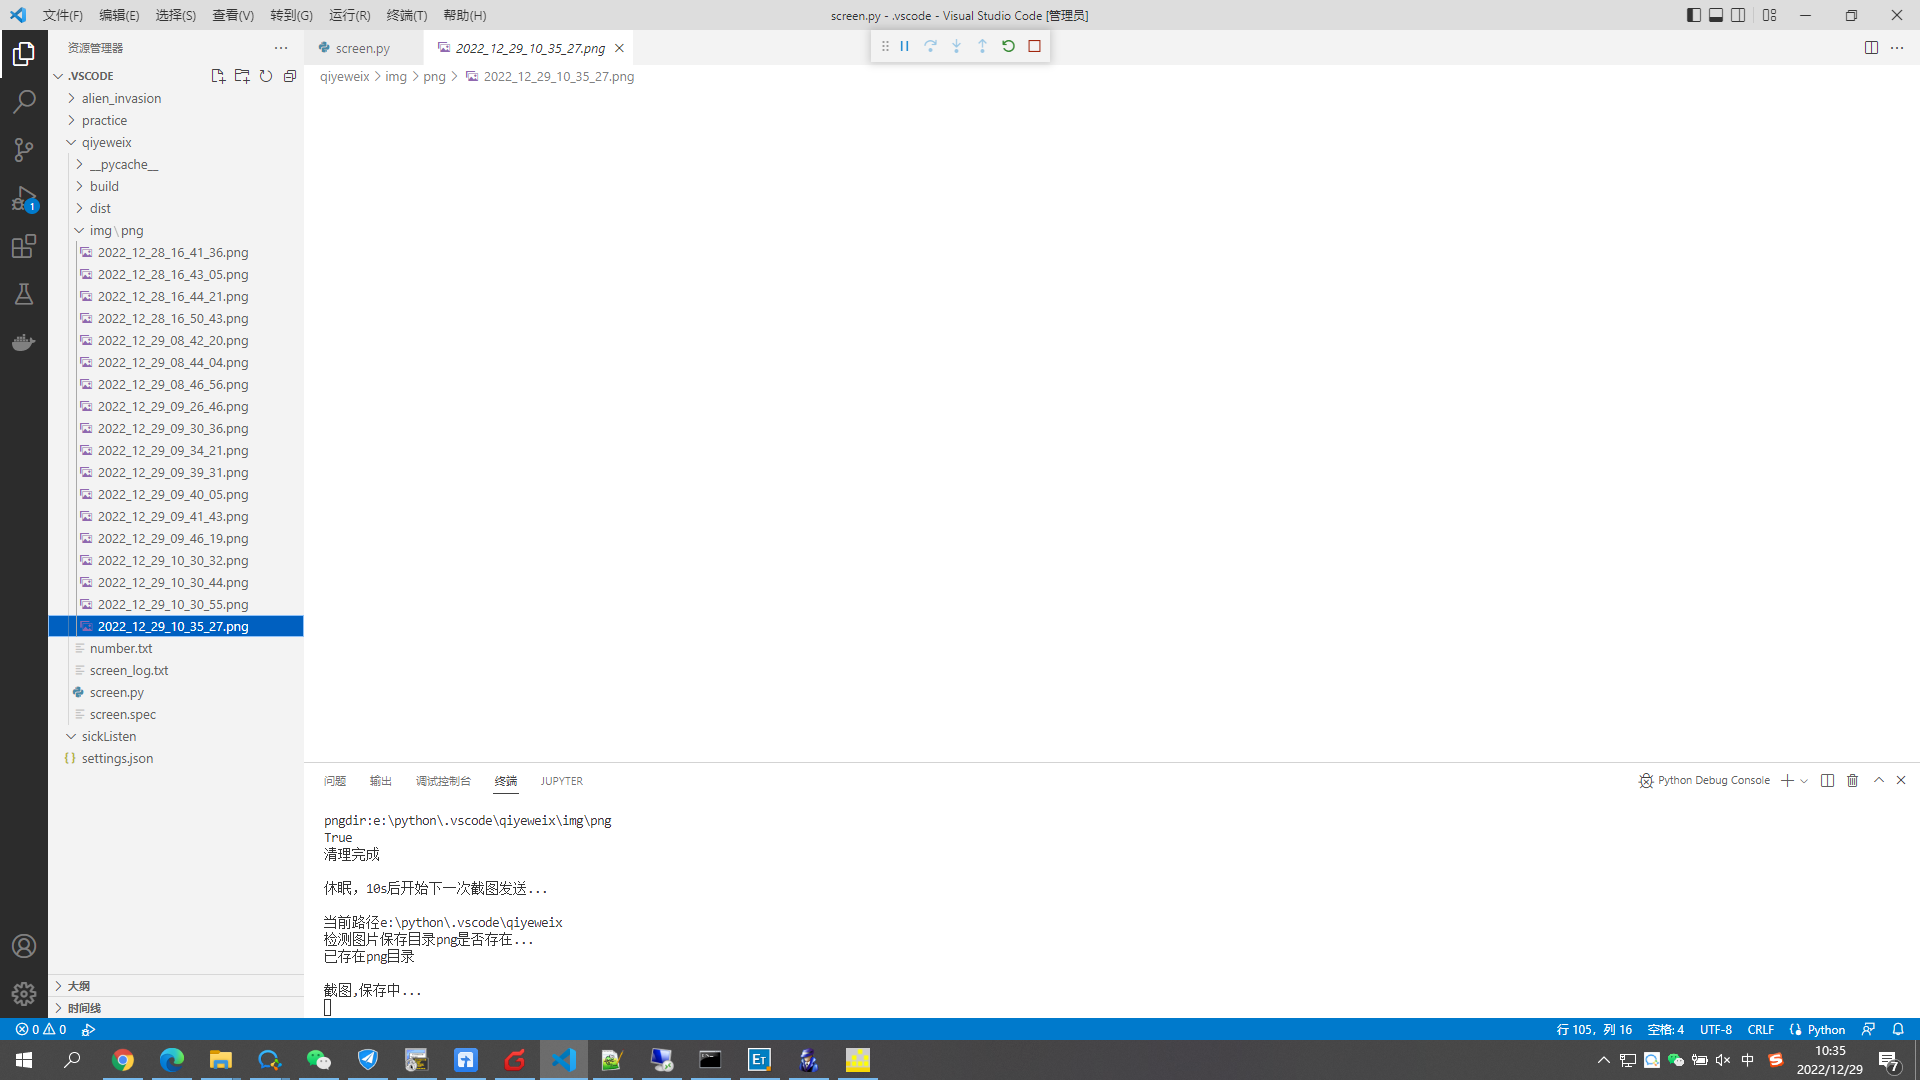 文件(F) 编辑(E) 选择(S) 查看(V) 转到(G) 运行(R) 终端(T) 帮助(H)
screen.py - .vscode - Visual Studio Code [管理员]
资源管理器
screen.py
2022_12_29_10_35_27.png
.VSCODE
qiyeweix > img > png > 2022_12_29_10_35_27.png
alien_invasion
practice
qiyeweix
__pycache__
build
dist
img\png
2022_12_28_16_41_36.png
2022_12_28_16_43_05.png
2022_12_28_16_44_21.png
2022_12_28_16_50_43.png
2022_12_29_08_42_20.png
2022_12_29_08_44_04.png
2022_12_29_08_46_56.png
2022_12_29_09_26_46.png
2022_12_29_09_30_36.png
2022_12_29_09_34_21.png
2022_12_29_09_39_31.png
2022_12_29_09_40_05.png
2022_12_29_09_41_43.png
2022_12_29_09_46_19.png
2022_12_29_10_30_32.png
2022_12_29_10_30_44.png
2022_12_29_10_30_55.png
2022_12_29_10_35_27.png
number.txt
screen_log.txt
screen.py
screen.spec
sickListen
settings.json
大纲
时间线
1
问题 输出 调试控制台 终端 JUPYTER
Python Debug Console
pngdir:e:\python\.vscode\qiyeweix\img\png
True
清理完成
休眠，10s后开始下一次截图发送...
当前路径e:\python\.vscode\qiyeweix
检测图片保存目录png是否存在...
已存在png目录
截图,保存中...
0 0
行 105，列 16 空格: 4 UTF-8 CRLF Python
ET
中
10:35
2022/12/29
7